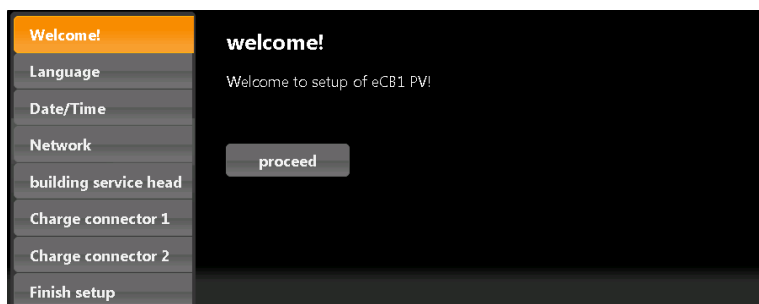 Welcome!
Language
Date/Time
Network
building service head
Charge connector 1
Charge connector 2
Finish setup
welcome!
Welcome to setup of eCB1 PV!
proceed